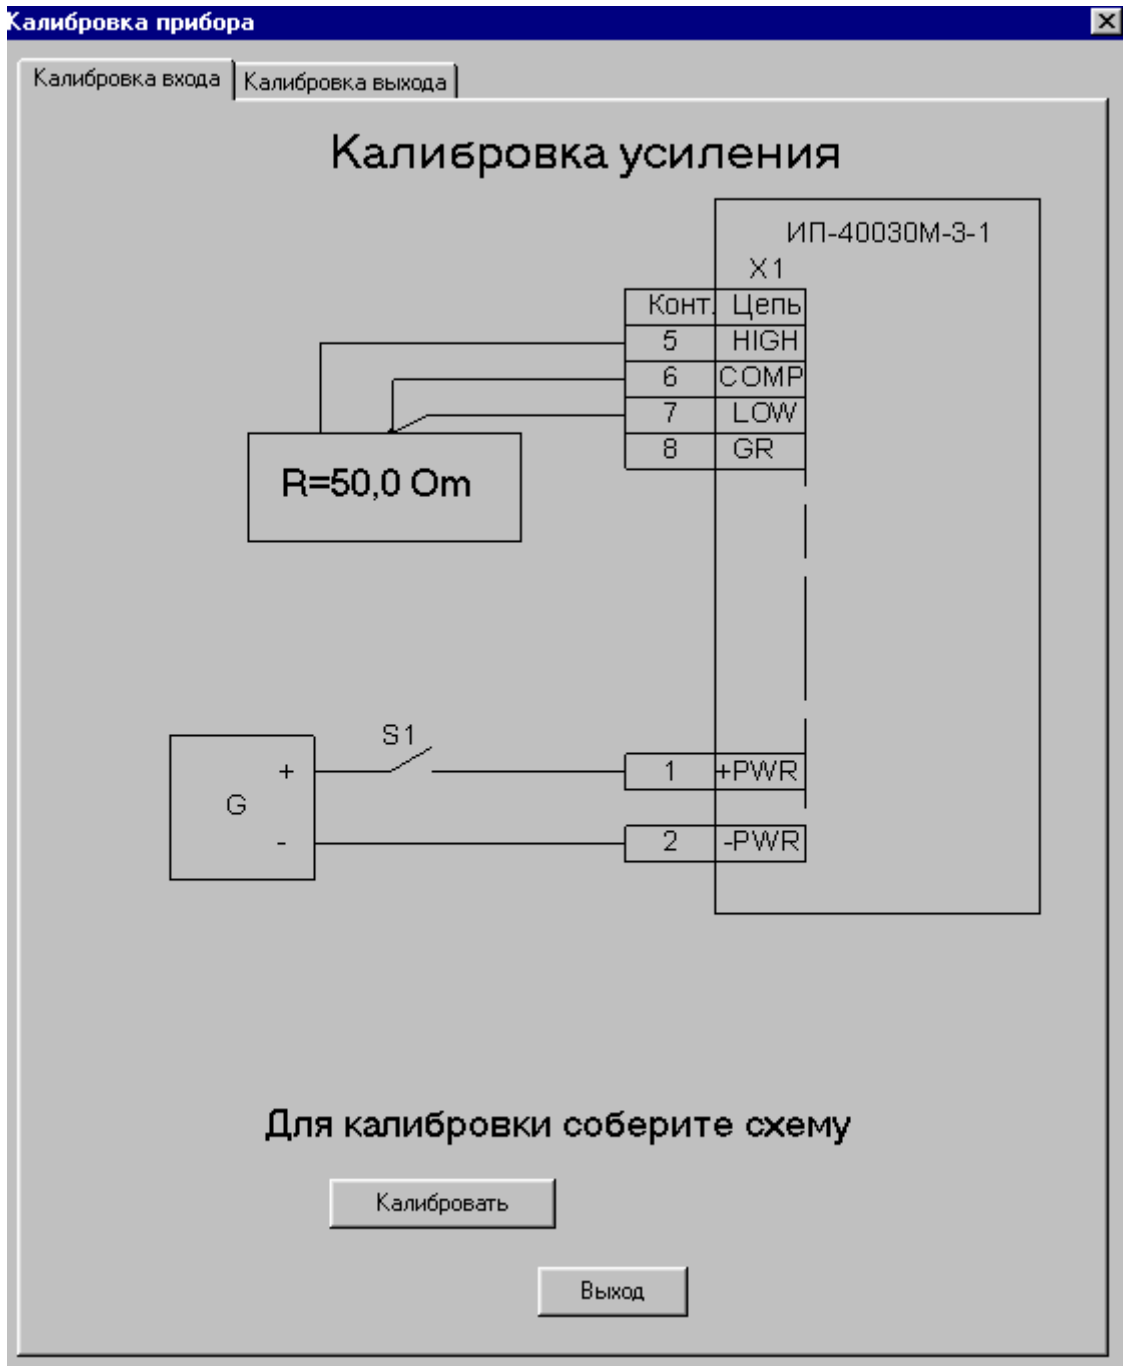 Калибровка прибора
Калибровка входа
Калибровка выхода
Калибровка усиления
ИП-40030М-3-1
X1
Конт. Цепь
5 HIGH
6 COMP
7 LOW
8 GR
R=50,0 Om
S1
+ 1 +PWR
G
- 2 -PWR
Для калибровки соберите схему
Калибровать
Выход